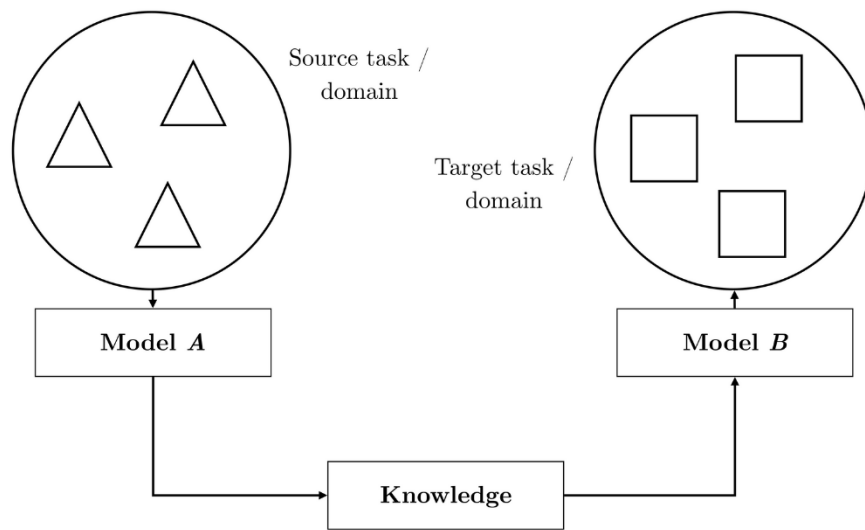 Source task /
domain
Target task /
domain
Model A
Model B
Knowledge